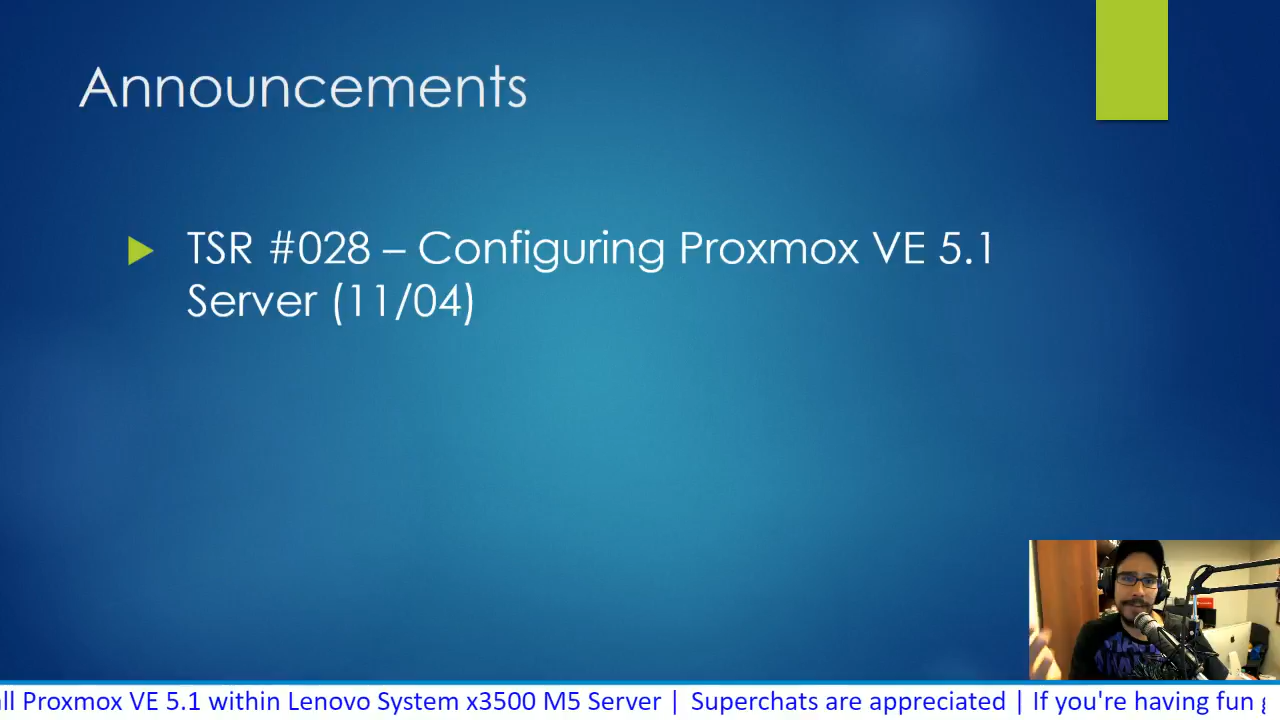 Announcements
TSR #028 – Configuring Proxmox VE 5.1
Server (11/04)
all Proxmox VE 5.1 within Lenovo System x3500 M5 Server | Superchats are appreciated | If you're having fun